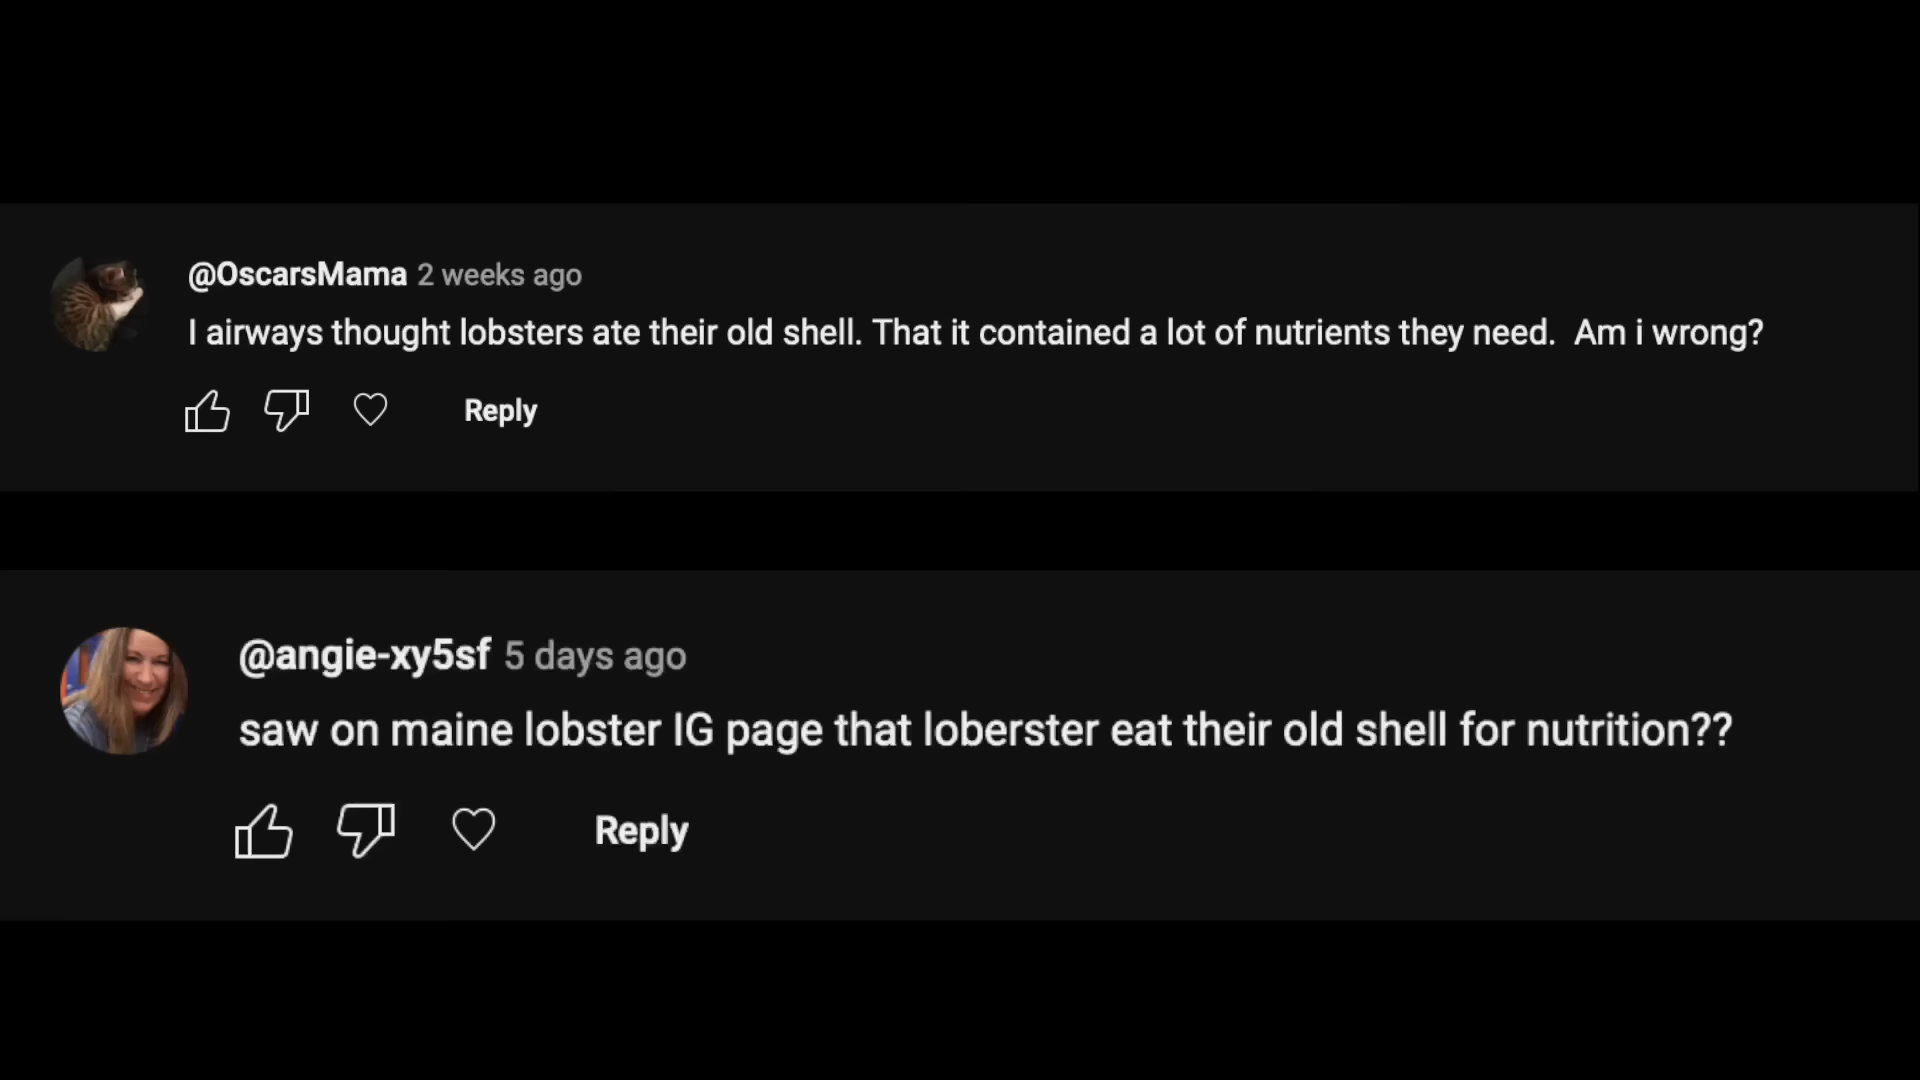 @OscarsMama 2 weeks ago
I airways thought lobsters ate their old shell. That it contained a lot of nutrients they need.  Am i wrong?
Reply
@angie-xy5sf 5 days ago
saw on maine lobster IG page that loberster eat their old shell for nutrition??
Reply